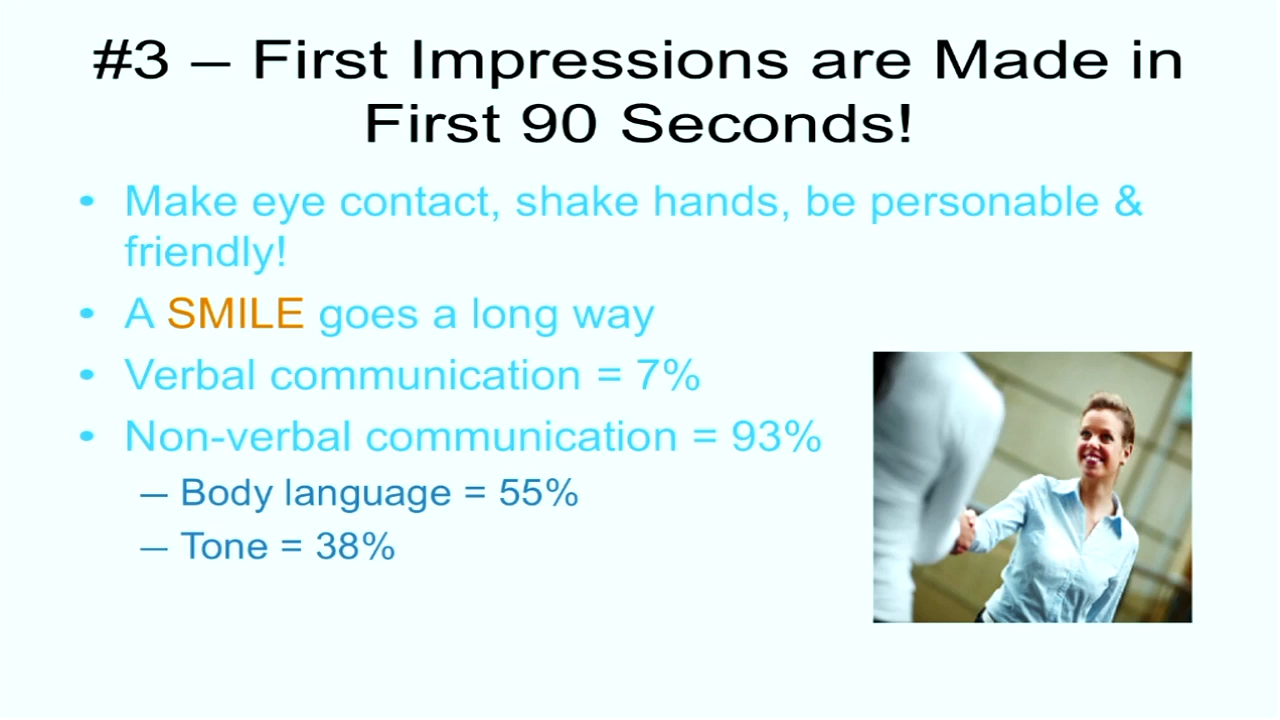 #3 – First Impressions are Made in
First 90 Seconds!
• Make eye contact, shake hands, be personable &
friendly!
• A SMILE goes a long way
• Verbal communication = 7%
• Non-verbal communication = 93%
– Body language = 55%
– Tone = 38%